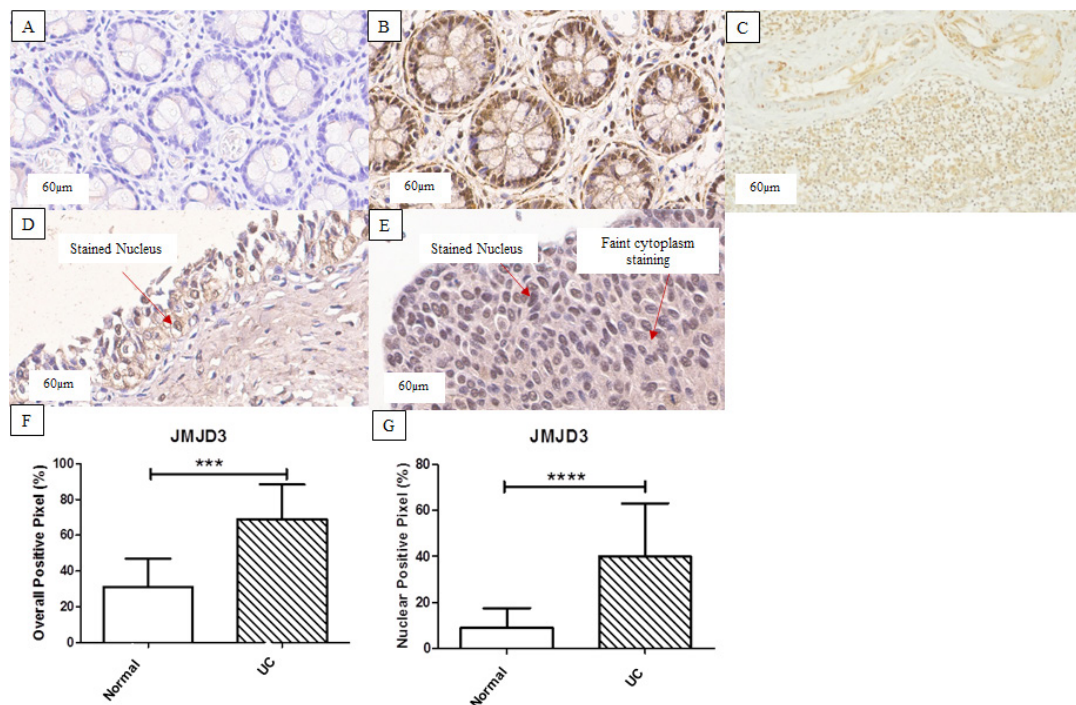 A
B
C
60µm
60µm
60µm
D
Stained Nucleus
60µm
E
Stained Nucleus
Faint cytoplasm
staining
60µm
F
JMJD3
***
Overall Positive Pixel (%)
100
80
60
40
20
0
Normal
UC
G
JMJD3
****
Nuclear Positive Pixel (%)
80
60
40
20
0
Normal
UC